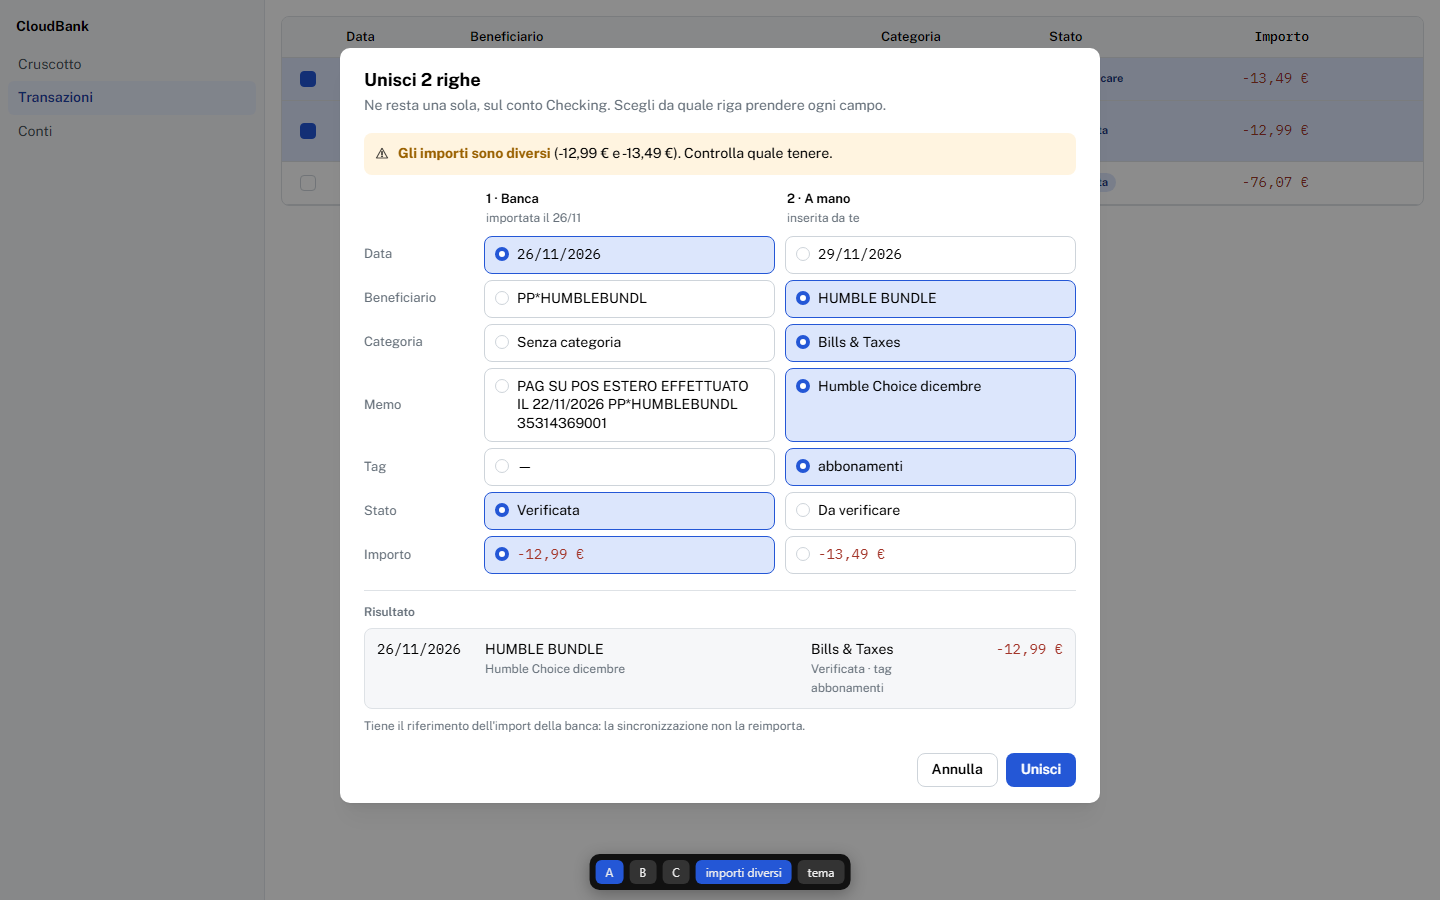 CloudBank
Cruscotto
Transazioni
Conti
Data Beneficiario Categoria Stato Importo
-13,49 €
-12,99 €
-76,07 €
Unisci 2 righe
Ne resta una sola, sul conto Checking. Scegli da quale riga prendere ogni campo.
⚠ Gli importi sono diversi (-12,99 € e -13,49 €). Controlla quale tenere.
1 · Banca 2 · A mano
importata il 26/11 inserita da te
Data 26/11/2026 29/11/2026
Beneficiario PP*HUMBLEBUNDL HUMBLE BUNDLE
Categoria Senza categoria Bills & Taxes
Memo PAG SU POS ESTERO EFFETTUATO
IL 22/11/2026 PP*HUMBLEBUNDL
35314369001
Humble Choice dicembre
Tag — abbonamenti
Stato Verificata Da verificare
Importo -12,99 € -13,49 €
Risultato
26/11/2026 HUMBLE BUNDLE Bills & Taxes -12,99 €
Humble Choice dicembre Verificata · tag
abbonamenti
Tiene il riferimento dell'import della banca: la sincronizzazione non la reimporta.
Annulla Unisci
A B C importi diversi tema